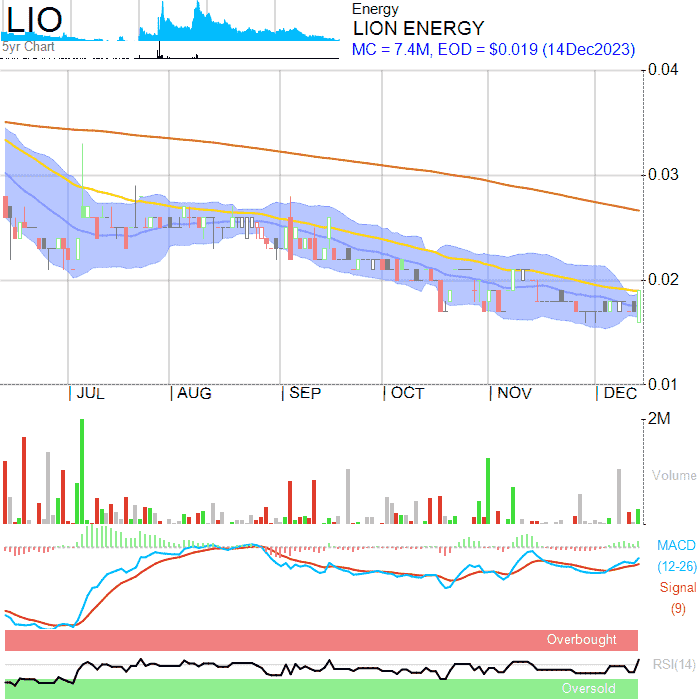 LIO
5yr Chart
Energy
LION ENERGY
MC = 7.4M, EOD = $0.019 (14Dec2023)
0.04
0.03
0.02
0.01
JUL AUG SEP OCT NOV DEC
2M
Volume
MACD
(12-26)
Signal
(9)
Overbought
RSI(14)
Oversold